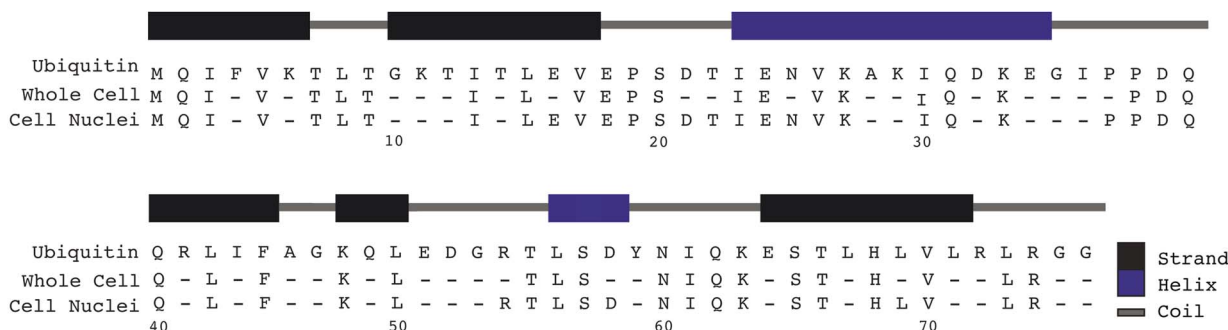 Ubiquitin M Q I F V K T L T G K T I T L E V E P S D T I E N V K A K I Q D K E G I P P D Q
Whole Cell M Q I - V - T L T - - - I - L - V E P S - - I E - V K - - I Q - K - - - - P D Q
Cell Nuclei M Q I - V - T L T - - - I - L E V E P S D T I E N V K - - I Q - K - - - P P D Q
10 20 30
Ubiquitin Q R L I F A G K Q L E D G R T L S D Y N I Q K E S T L H L V L R L R G G
Whole Cell Q - L - F - - K - L - - - - T L S - - N I Q K - S T - H - V - - L R - -
Cell Nuclei Q - L - F - - K - L - - - R T L S D - N I Q K - S T - H L V - - L R - -
40 50 60 70
Strand
Helix
Coil